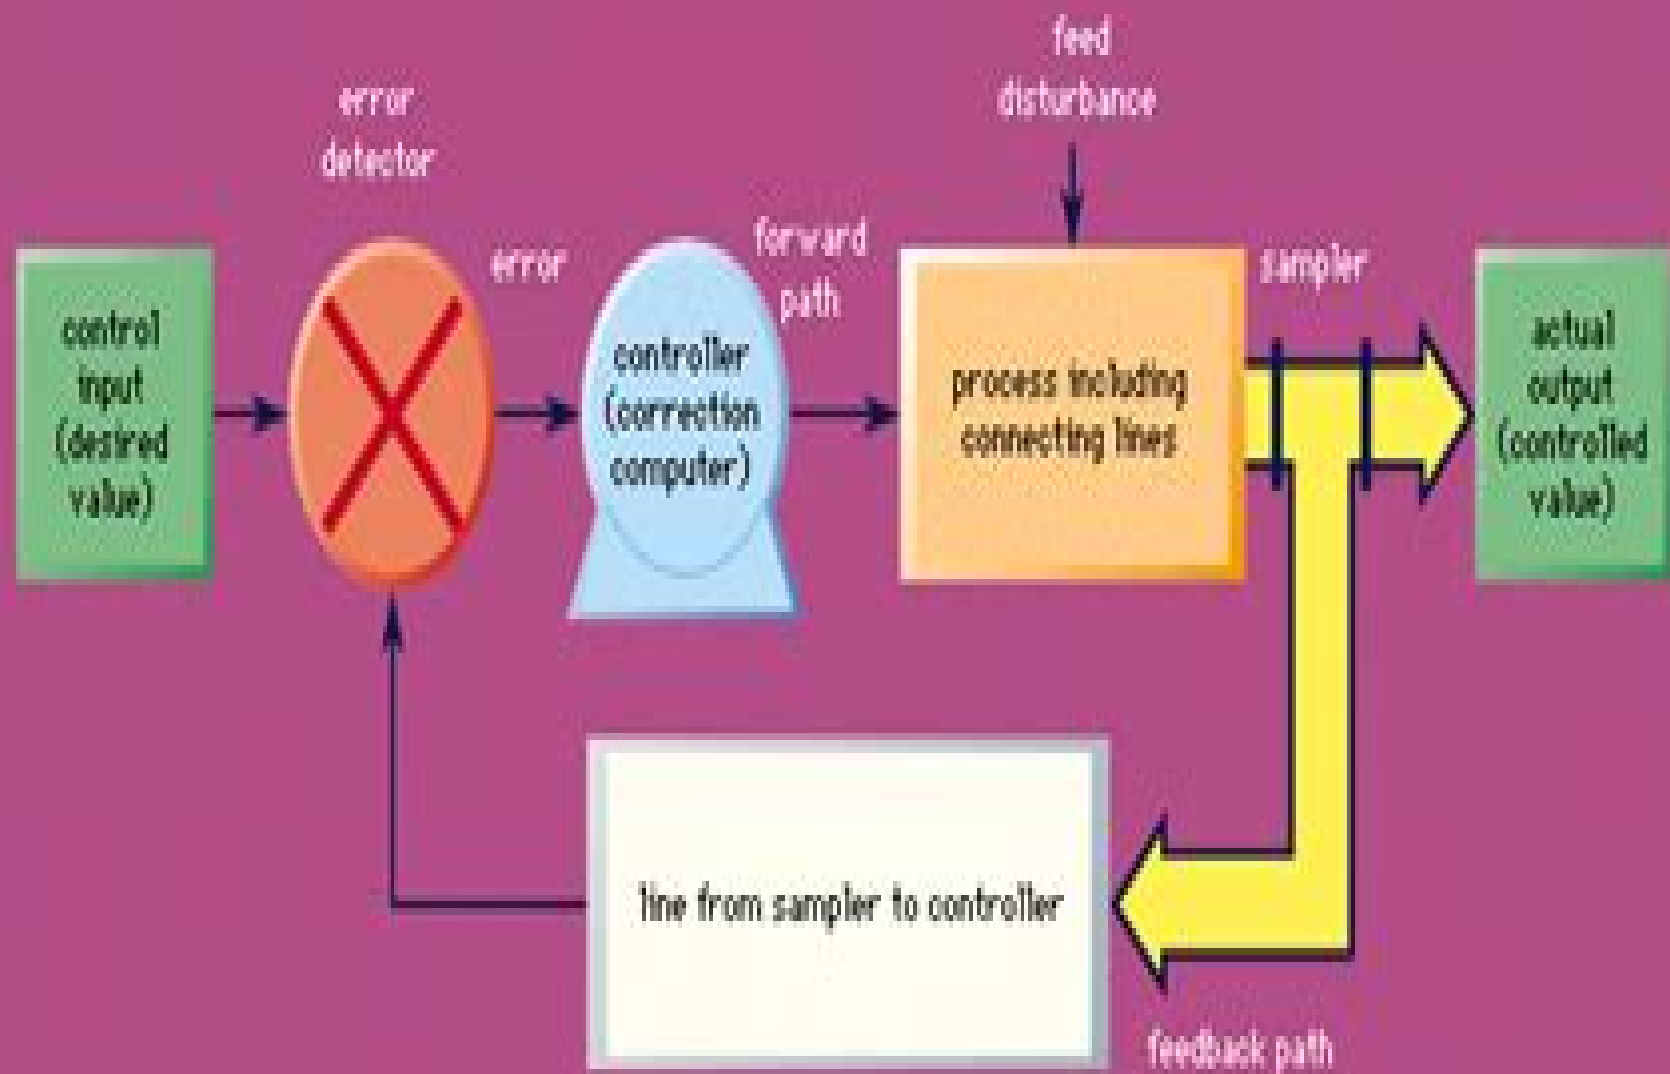 feed
disturbance
error
detector
error
forward
path
sampler
control
input
(desired
value)
controller
(correction
computer)
process including
connecting lines
actual
output
(controlled
value)
line from sampler to controller
feedback path